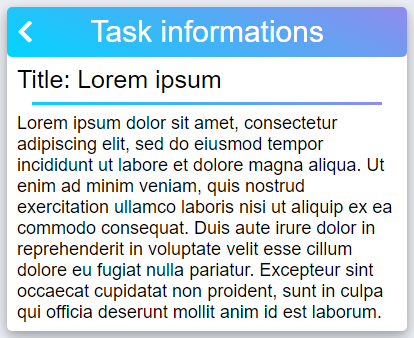 Task informations
Title: Lorem ipsum
Lorem ipsum dolor sit amet, consectetur
adipiscing elit, sed do eiusmod tempor
incididunt ut labore et dolore magna aliqua. Ut
enim ad minim veniam, quis nostrud
exercitation ullamco laboris nisi ut aliquip ex ea
commodo consequat. Duis aute irure dolor in
reprehenderit in voluptate velit esse cillum
dolore eu fugiat nulla pariatur. Excepteur sint
occaecat cupidatat non proident, sunt in culpa
qui officia deserunt mollit anim id est laborum.